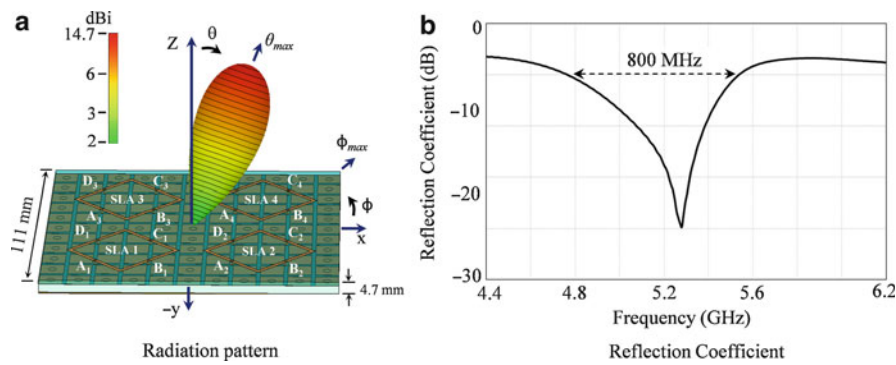 a
dBi
14.7
6
3
2
Z
θ
θmax
ϕmax
ϕ
x
−y
111 mm
4.7 mm
D3 C3 C4
SLA 3 SLA 4
A3 B3 A4 B4
D1 C1 D2 C2
SLA 1 SLA 2
A1 B1 A2 B2
Radiation pattern
b
Reflection Coefficient (dB)
0
−10
−20
−30
800 MHz
4.4 4.8 5.2 5.6 6.2
Frequency (GHz)
Reflection Coefficient